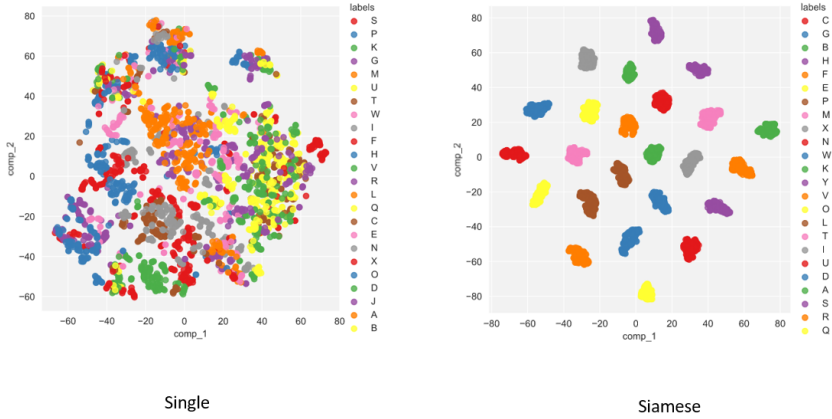 labels
S
P
K
G
M
U
T
W
I
F
H
V
R
L
Q
C
E
N
X
O
D
J
A
B
80
60
40
20
0
−20
−40
−60
comp_2
−60
−40
−20
0
20
40
60
80
comp_1
Single
labels
C
G
B
H
F
E
P
M
X
N
W
K
Y
V
O
L
T
I
U
D
A
S
R
Q
80
60
40
20
0
−20
−40
−60
−80
comp_2
−80
−60
−40
−20
0
20
40
60
80
comp_1
Siamese